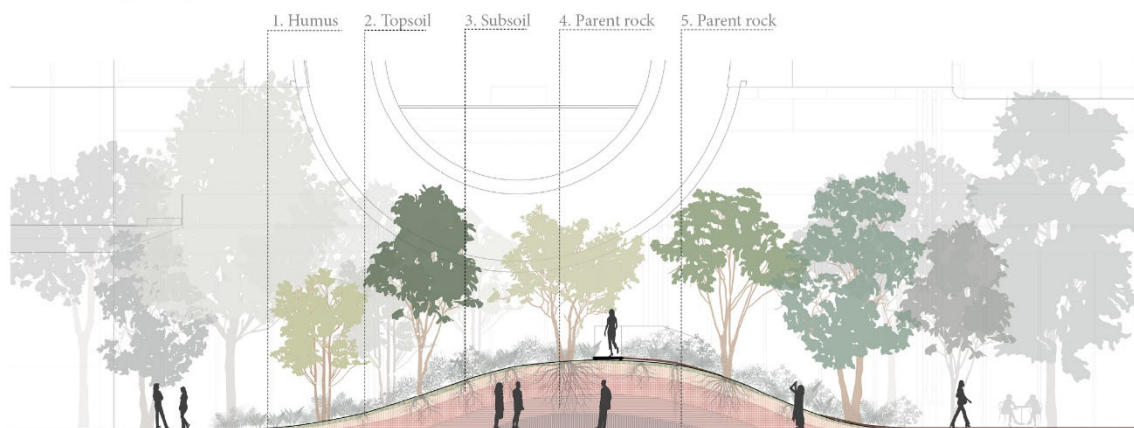 1. Humus
2. Topsoil
3. Subsoil
4. Parent rock
5. Parent rock